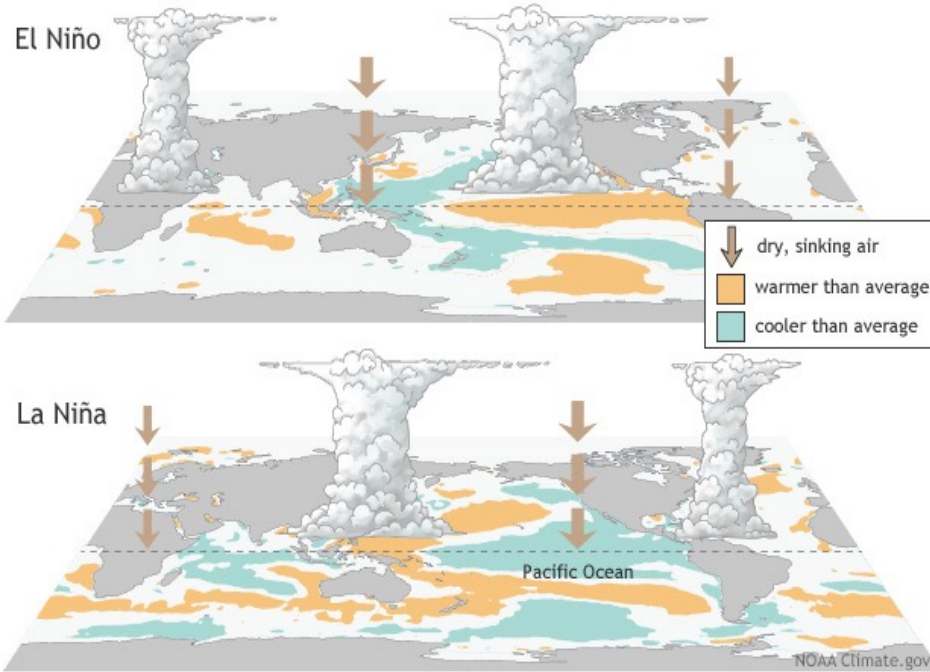 El Niño
dry, sinking air
warmer than average
cooler than average
La Niña
Pacific Ocean
NOAA Climate.gov